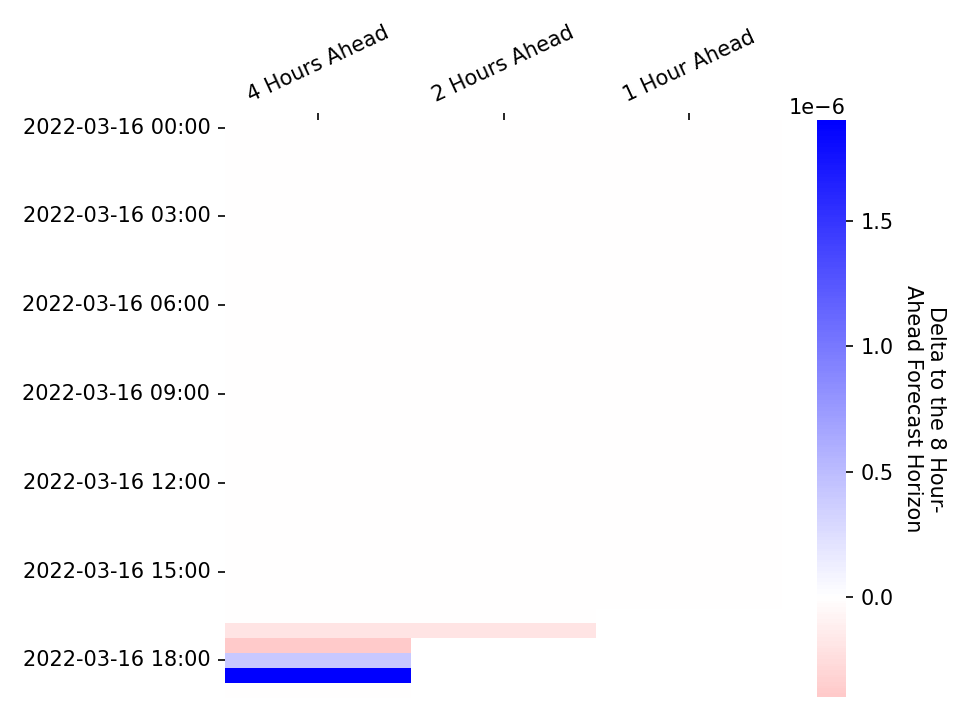 4 Hours Ahead
2 Hours Ahead
1 Hour Ahead
1e−6
2022-03-16 00:00
2022-03-16 03:00
2022-03-16 06:00
2022-03-16 09:00
2022-03-16 12:00
2022-03-16 15:00
2022-03-16 18:00
1.5
1.0
0.5
0.0
Delta to the 8 Hour-
Ahead Forecast Horizon